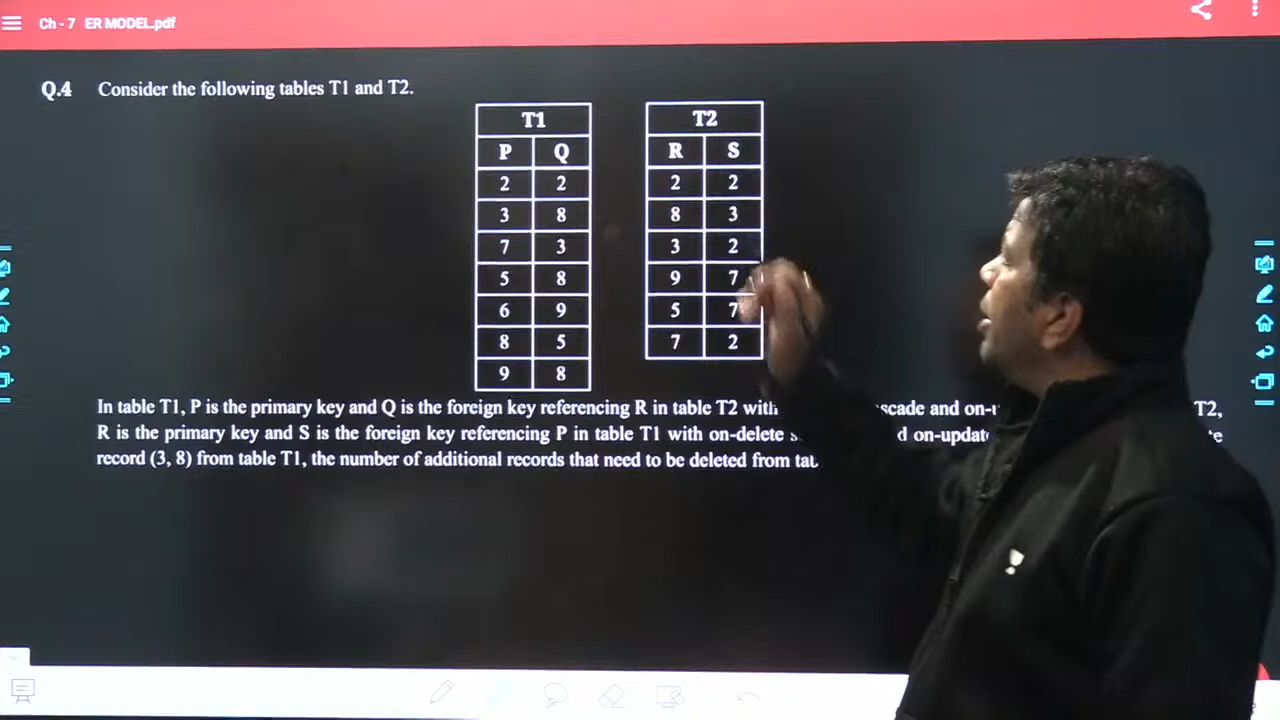 Ch - 7 ER MODEL.pdf
Q.4 Consider the following tables T1 and T2.
T1
P Q
2 2
3 8
7 3
5 8
6 9
8 5
9 8
T2
R S
2 2
8 3
3 2
9 7
5 7
7 2
In table T1, P is the primary key and Q is the foreign key referencing R in table T2 with and T2,
R is the primary key and S is the foreign key referencing P in table T1 with on-delete
record (3, 8) from table T1, the number of additional records that need to be deleted from